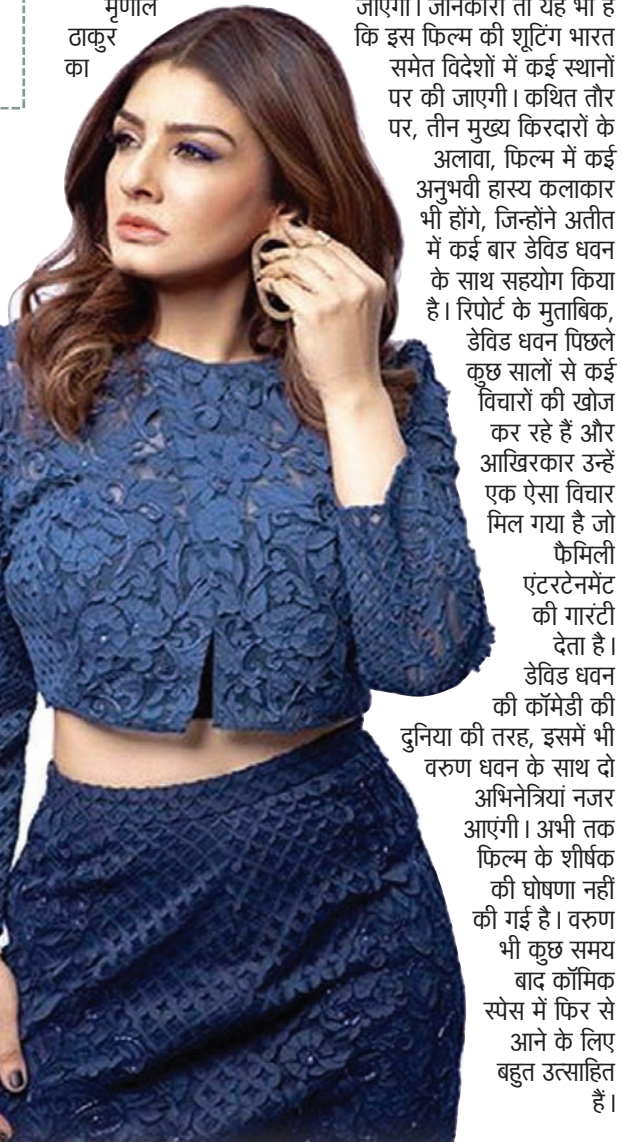 मृणाल
ठाकुर
का
जाएगी। जानकारी तो यह भी है
कि इस फिल्म की शूटिंग भारत
समेत विदेशों में कई स्थानों
पर की जाएगी। कथित तौर
पर, तीन मुख्य किरदारों के
अलावा, फिल्म में कई
अनुभवी हास्य कलाकार
भी होंगे, जिन्होंने अतीत
में कई बार डेविड धवन
के साथ सहयोग किया
है। रिपोर्ट के मुताबिक,
डेविड धवन पिछले
कुछ सालों से कई
विचारों की खोज
कर रहे हैं और
आखिरकार उन्हें
एक ऐसा विचार
मिल गया है जो
फैमिली
एंटरटेनमेंट
की गारंटी
देता है।
डेविड धवन
की कॉमेडी की
दुनिया की तरह, इसमें भी
वरुण धवन के साथ दो
अभिनेत्रियां नजर
आएंगी। अभी तक
फिल्म के शीर्षक
की घोषणा नहीं
की गई है। वरुण
भी कुछ समय
बाद कॉमिक
स्पेस में फिर से
आने के लिए
बहुत उत्साहित
हैं।